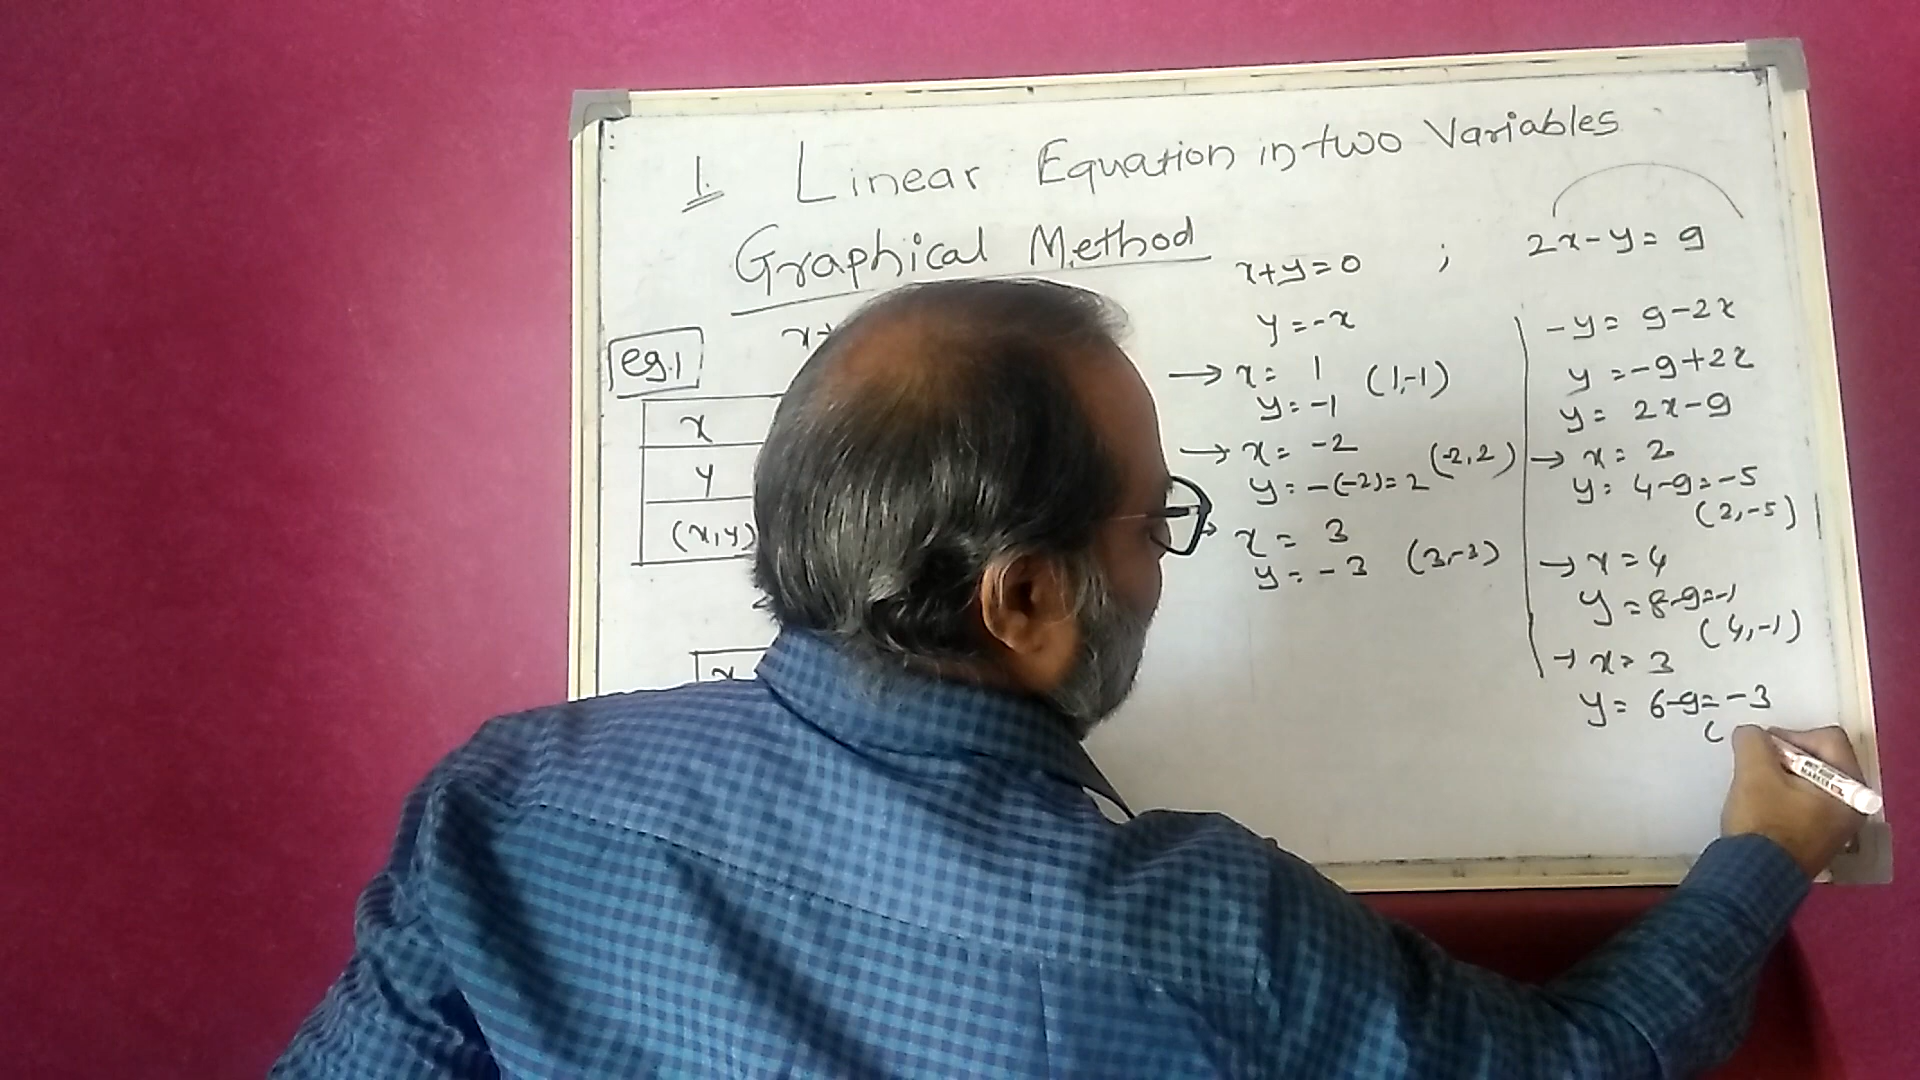 1. Linear Equation in two Variables
Graphical Method
eg.1
x
y
(x,y)
x
x+y=0 ; 2x-y=9
y=-x
→ x= 1 (1,-1)
y=-1
→ x= -2
y=-(-2)=2 (-2,2)
x= 3
y=-3 (3,-3)
-y= 9-2x
y=-9+2x
y= 2x-9
→ x= 2
y= 4-9=-5
(2,-5)
→ x=4
y=8-9=-1
(4,-1)
→ x= 3
y= 6-9=-3
(